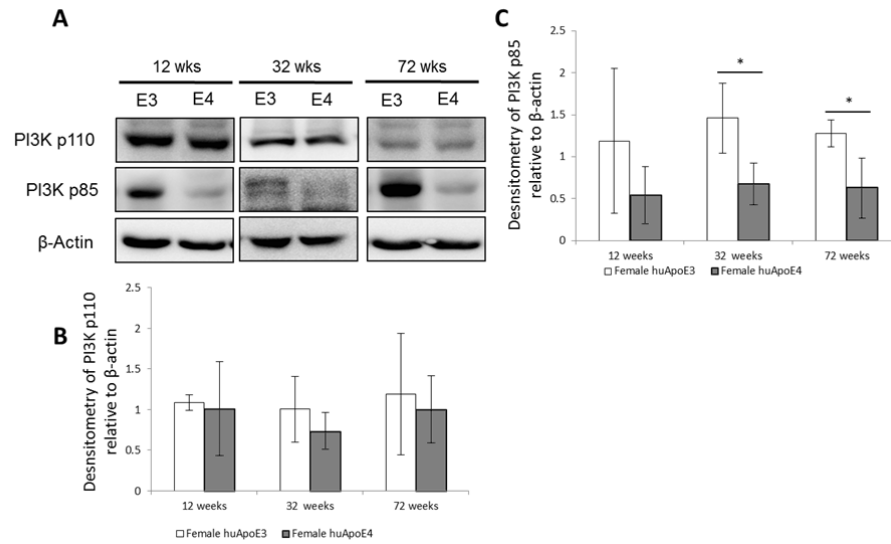 A
12 wks 32 wks 72 wks
E3 E4 E3 E4 E3 E4
PI3K p110
PI3K p85
β-Actin
B
Desnsitometry of PI3K p110
relative to β-actin
2.5
2
1.5
1
0.5
0
12 weeks 32 weeks 72 weeks
Female huApoE3 Female huApoE4
C
Desnsitometry of PI3K p85
relative to β-actin
2.5
2
1.5
1
0.5
0
* *
12 weeks 32 weeks 72 weeks
Female huApoE3 Female huApoE4